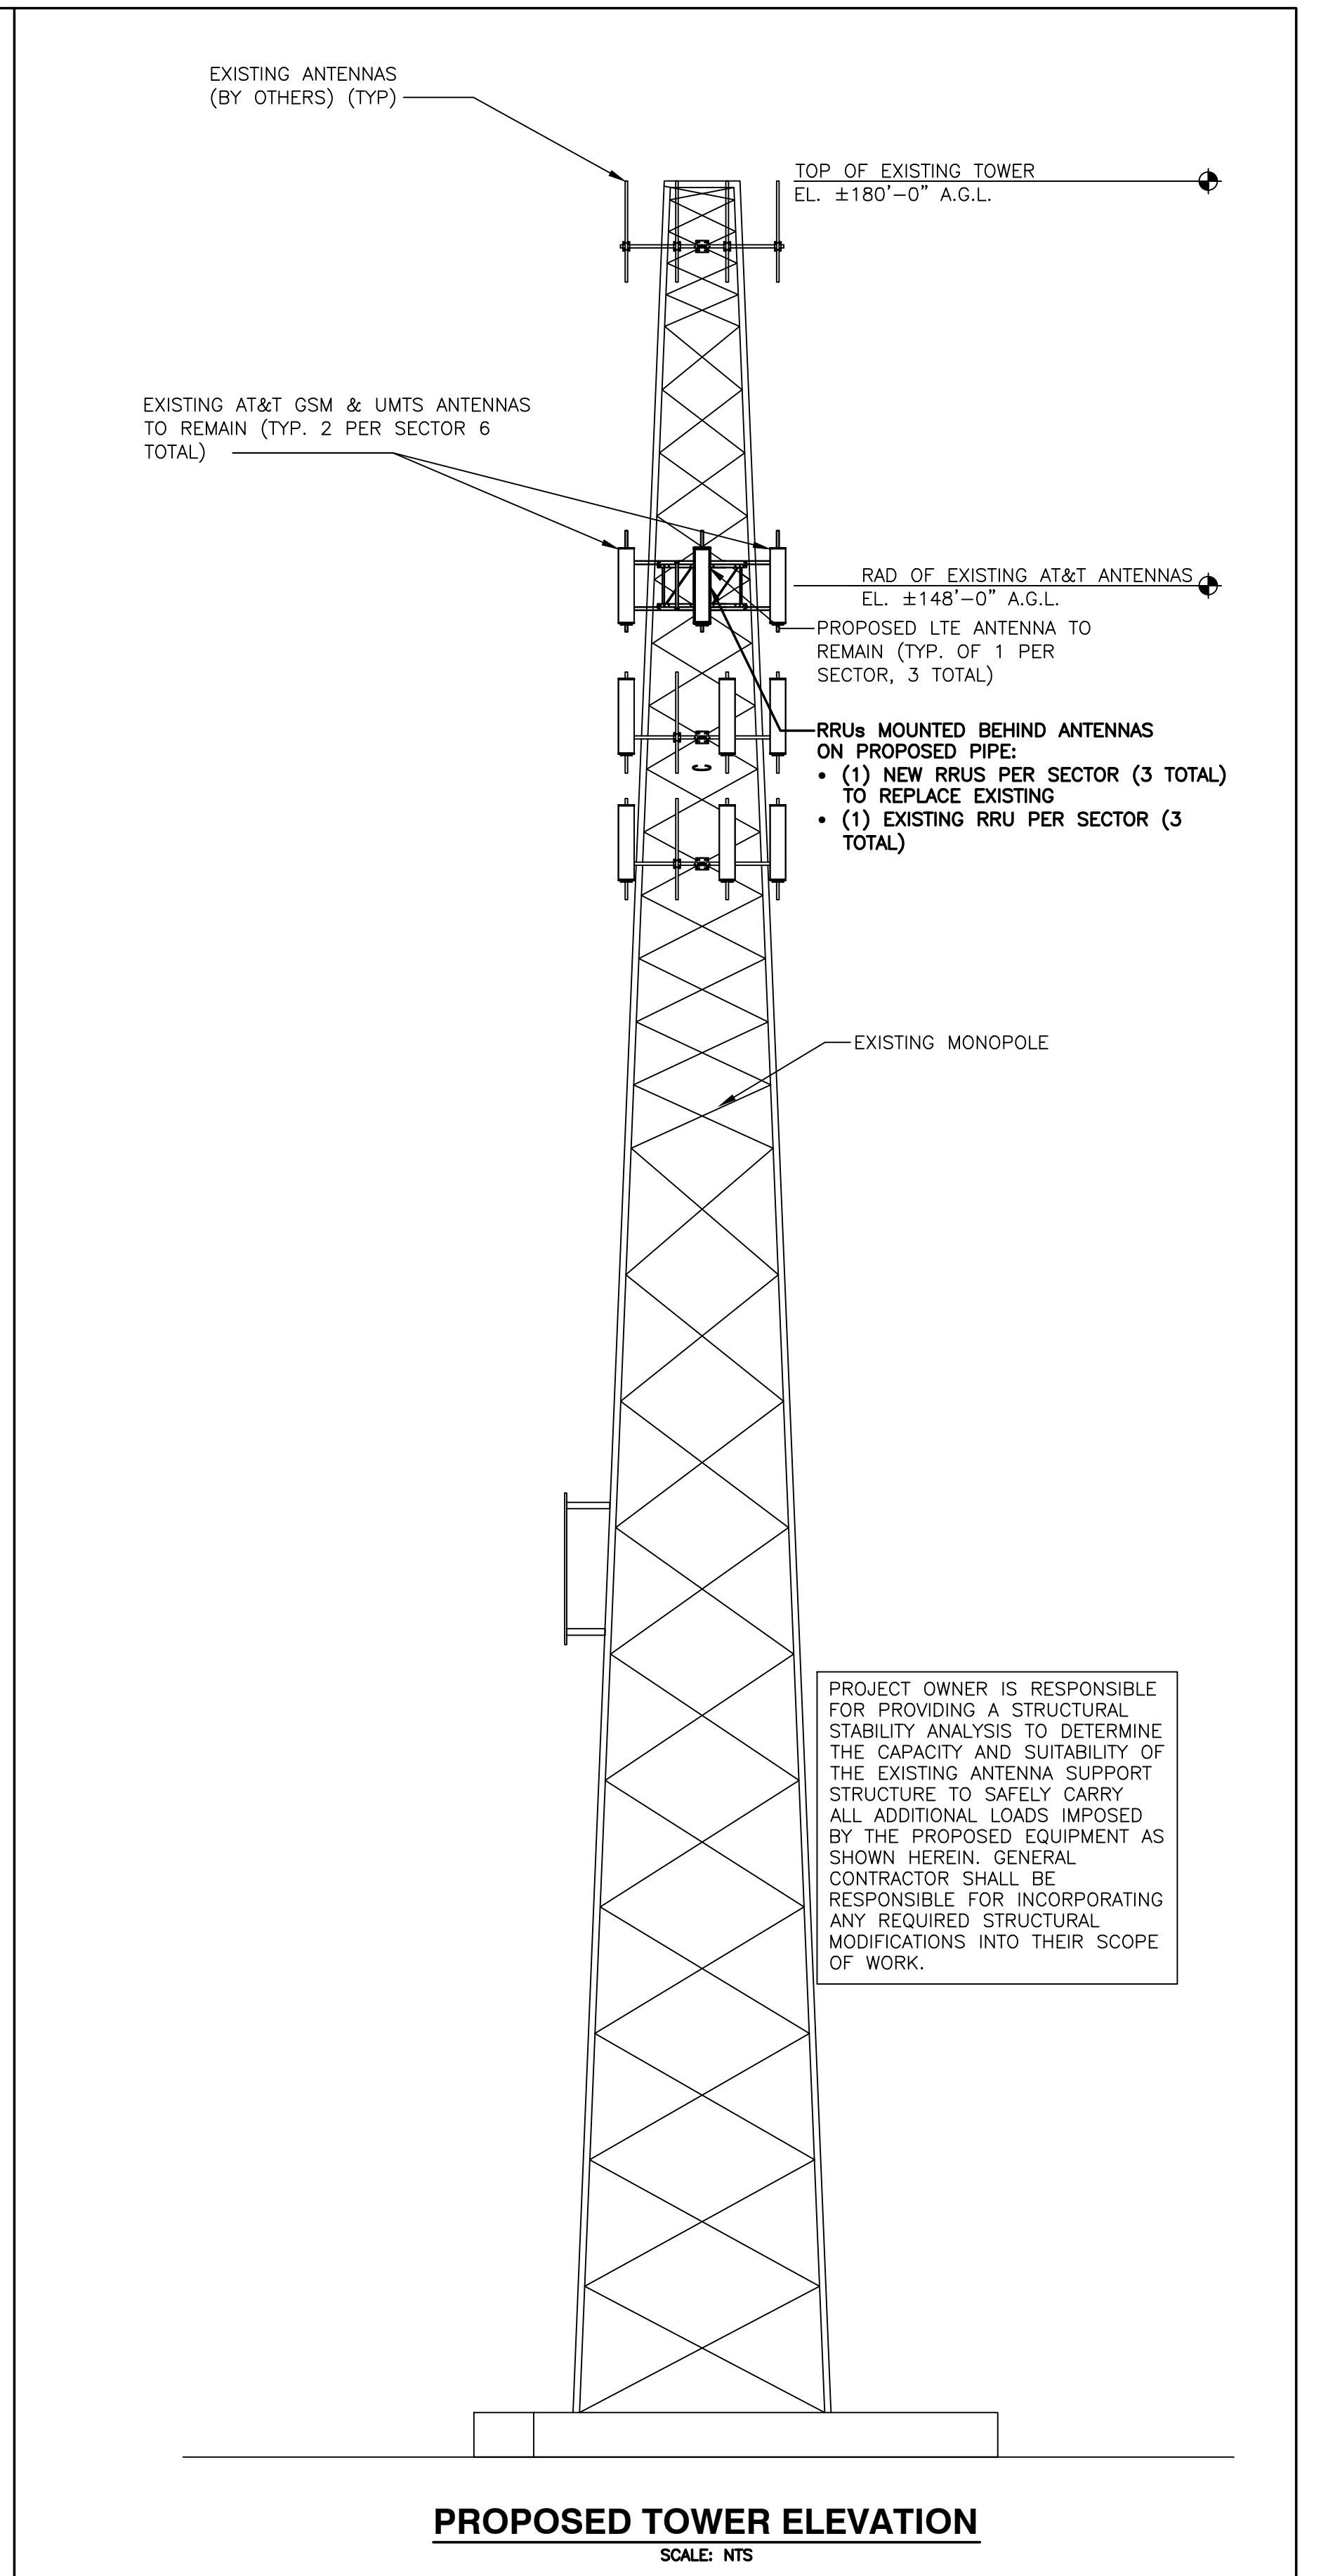 EXISTING ANTENNAS
(BY OTHERS) (TYP)
TOP OF EXISTING TOWER
EL. ±180'-0" A.G.L.
EXISTING AT&T GSM & UMTS ANTENNAS
TO REMAIN (TYP. 2 PER SECTOR 6
TOTAL)
RAD OF EXISTING AT&T ANTENNAS
EL. ±148'-0" A.G.L.
PROPOSED LTE ANTENNA TO
REMAIN (TYP. OF 1 PER
SECTOR, 3 TOTAL)
RRUs MOUNTED BEHIND ANTENNAS
ON PROPOSED PIPE:
• (1) NEW RRUS PER SECTOR (3 TOTAL)
TO REPLACE EXISTING
• (1) EXISTING RRU PER SECTOR (3
TOTAL)
C
EXISTING MONOPOLE
PROJECT OWNER IS RESPONSIBLE
FOR PROVIDING A STRUCTURAL
STABILITY ANALYSIS TO DETERMINE
THE CAPACITY AND SUITABILITY OF
THE EXISTING ANTENNA SUPPORT
STRUCTURE TO SAFELY CARRY
ALL ADDITIONAL LOADS IMPOSED
BY THE PROPOSED EQUIPMENT AS
SHOWN HEREIN. GENERAL
CONTRACTOR SHALL BE
RESPONSIBLE FOR INCORPORATING
ANY REQUIRED STRUCTURAL
MODIFICATIONS INTO THEIR SCOPE
OF WORK.
PROPOSED TOWER ELEVATION
SCALE: NTS